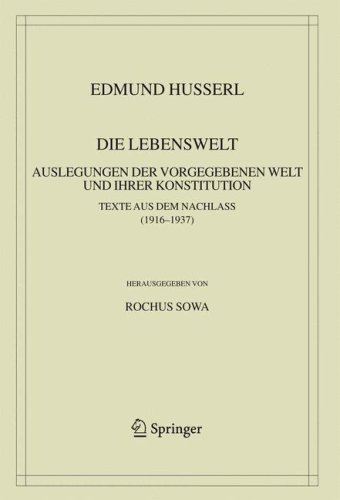 EDMUND HUSSERL
DIE LEBENSWELT
AUSLEGUNGEN DER VORGEGEBENEN WELT
UND IHRER KONSTITUTION
TEXTE AUS DEM NACHLASS
(1916–1937)
HERAUSGEGEBEN VON
ROCHUS SOWA
Springer